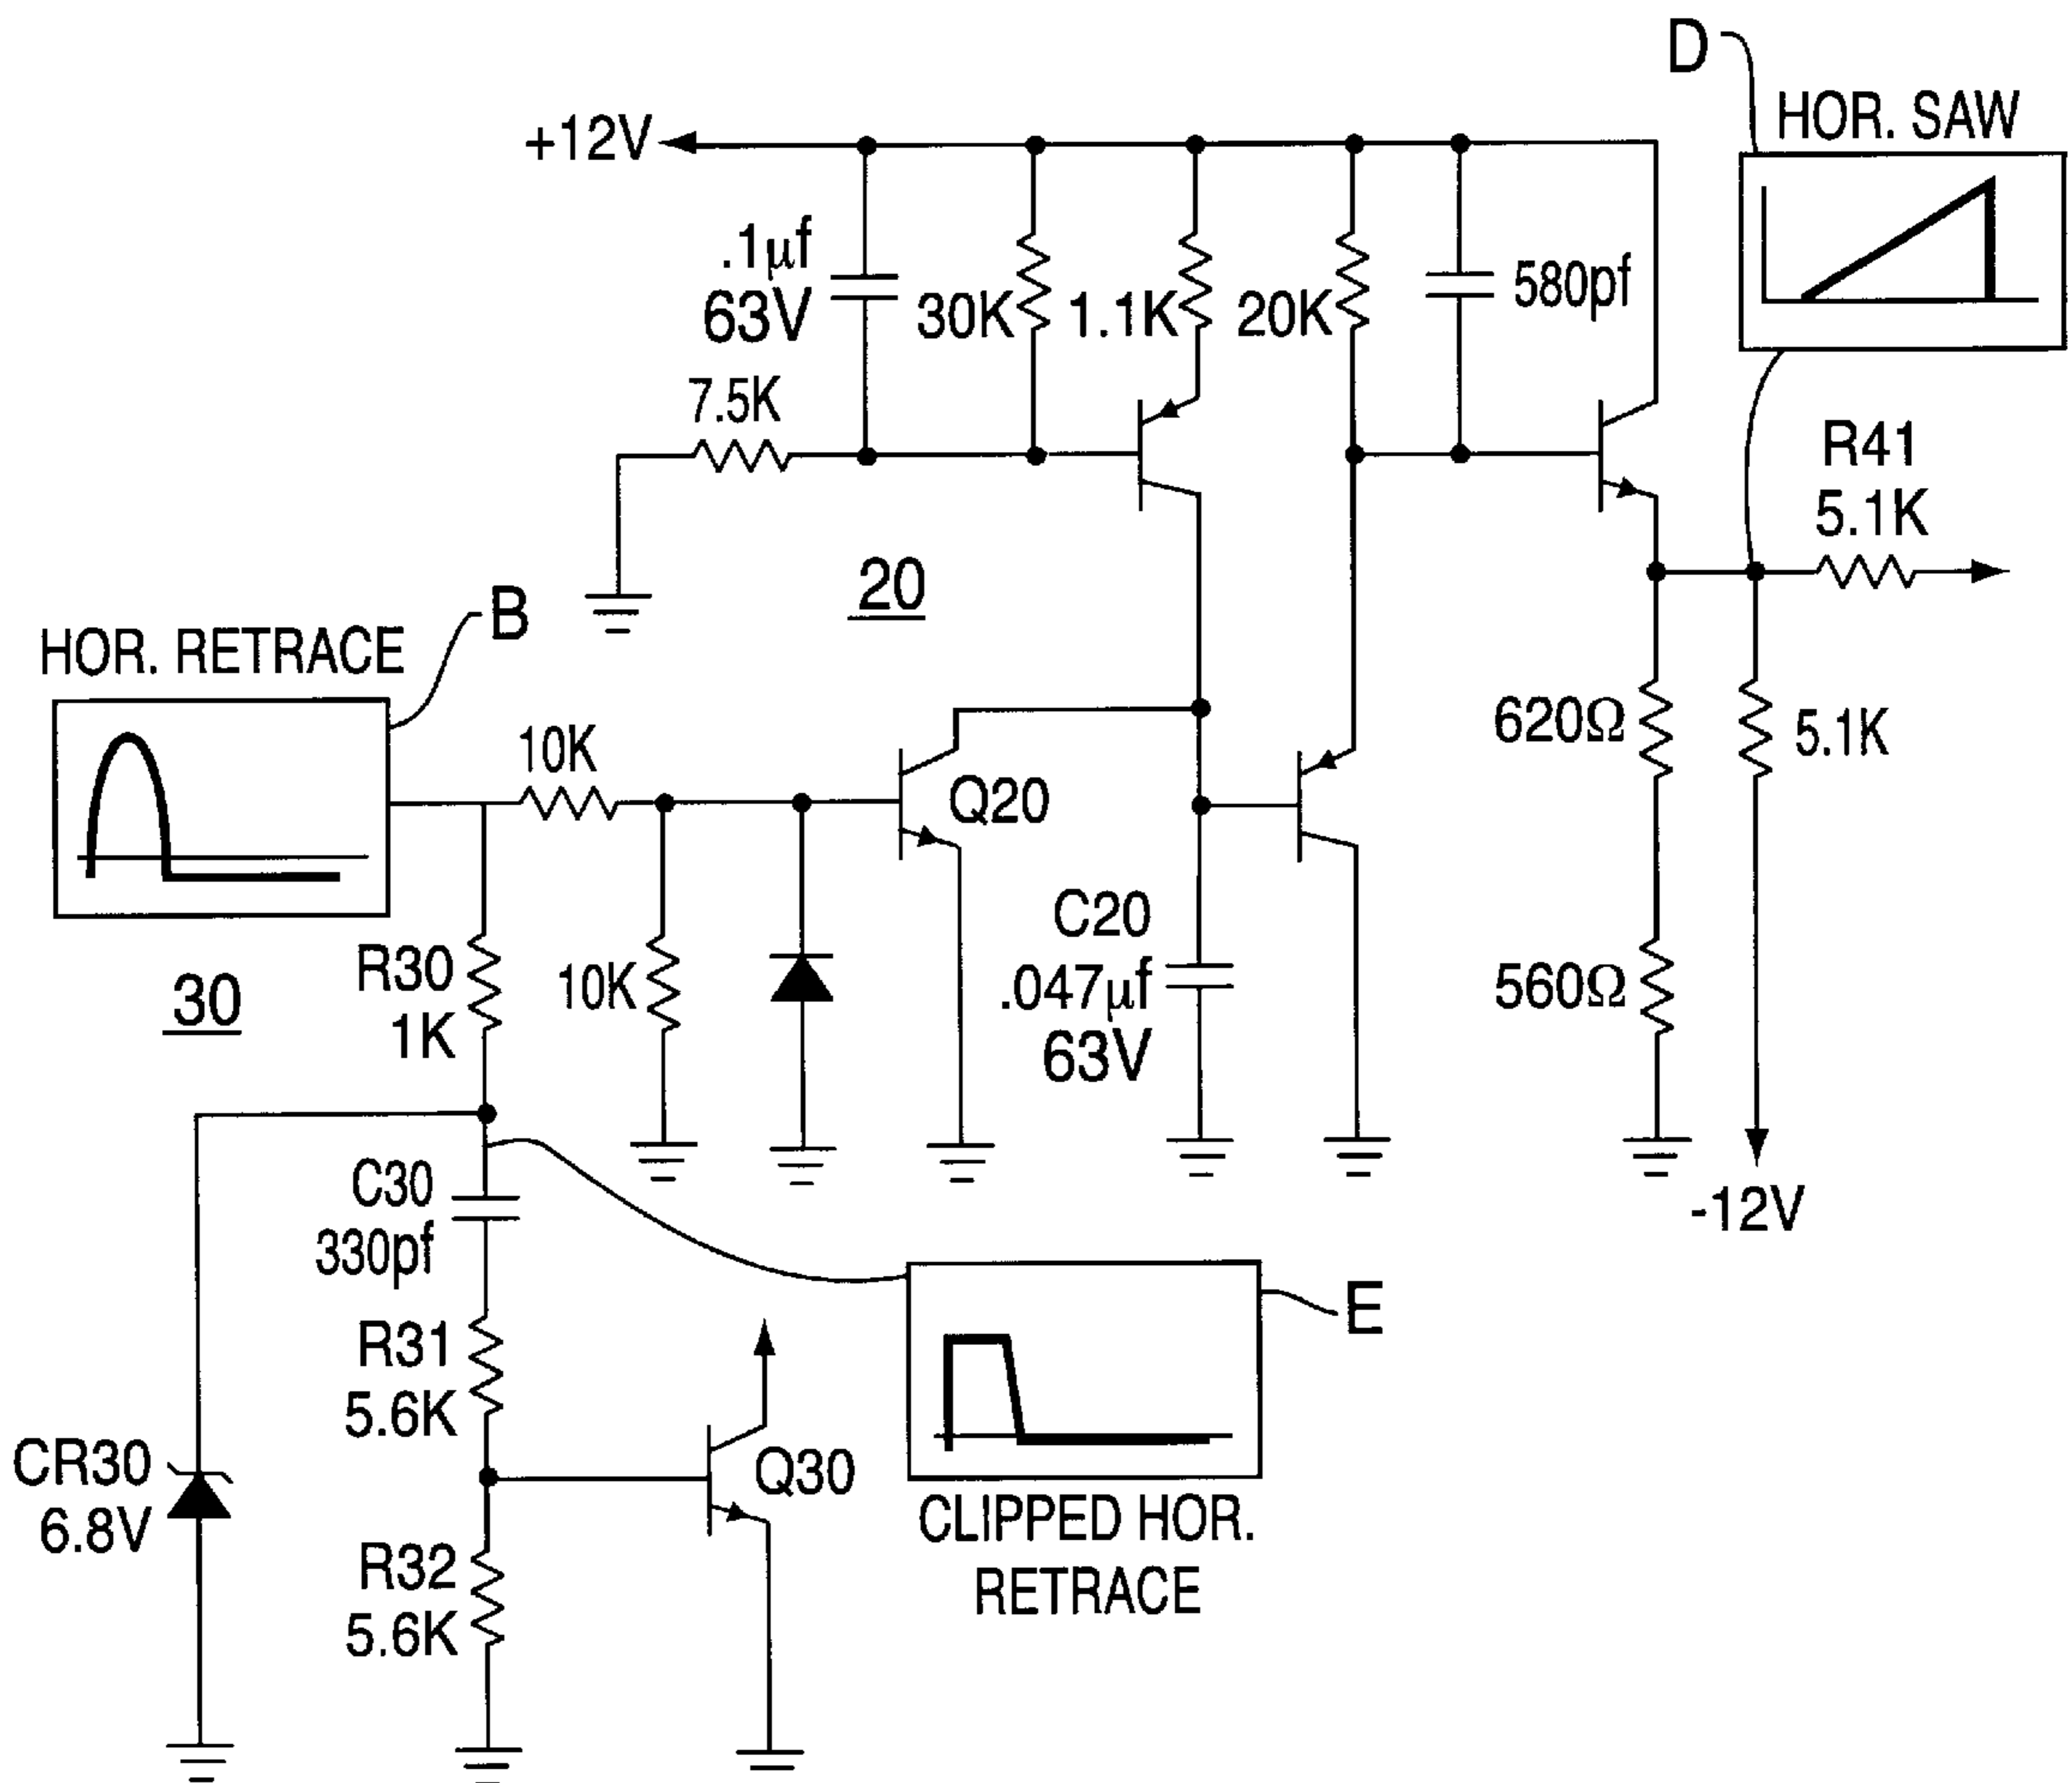 D
HOR. SAW
+12V
.1µf
63V
30K
1.1K
20K
580pf
7.5K
R41
5.1K
20
B
HOR. RETRACE
10K
Q20
620Ω
5.1K
C20
.047µf
63V
R30
1K
30
10K
560Ω
-12V
C30
330pf
E
R31
5.6K
CR30
6.8V
Q30
CLIPPED HOR.
RETRACE
R32
5.6K